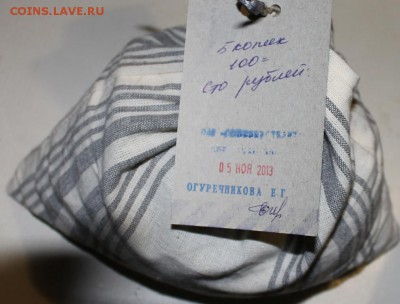 COINS.LAVE.RU
5 копеек
100=
Сто рублей.
05 НОЯ 2013
ОГУРЕЧНИКОВА Е.Г.